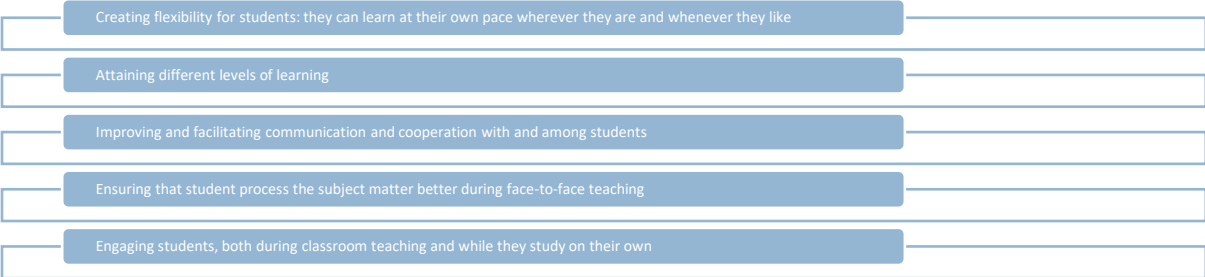 Creating flexibility for students: they can learn at their own pace wherever they are and whenever they like
Attaining different levels of learning
Improving and facilitating communication and cooperation with and among students
Ensuring that student process the subject matter better during face-to-face teaching
Engaging students, both during classroom teaching and while they study on their own